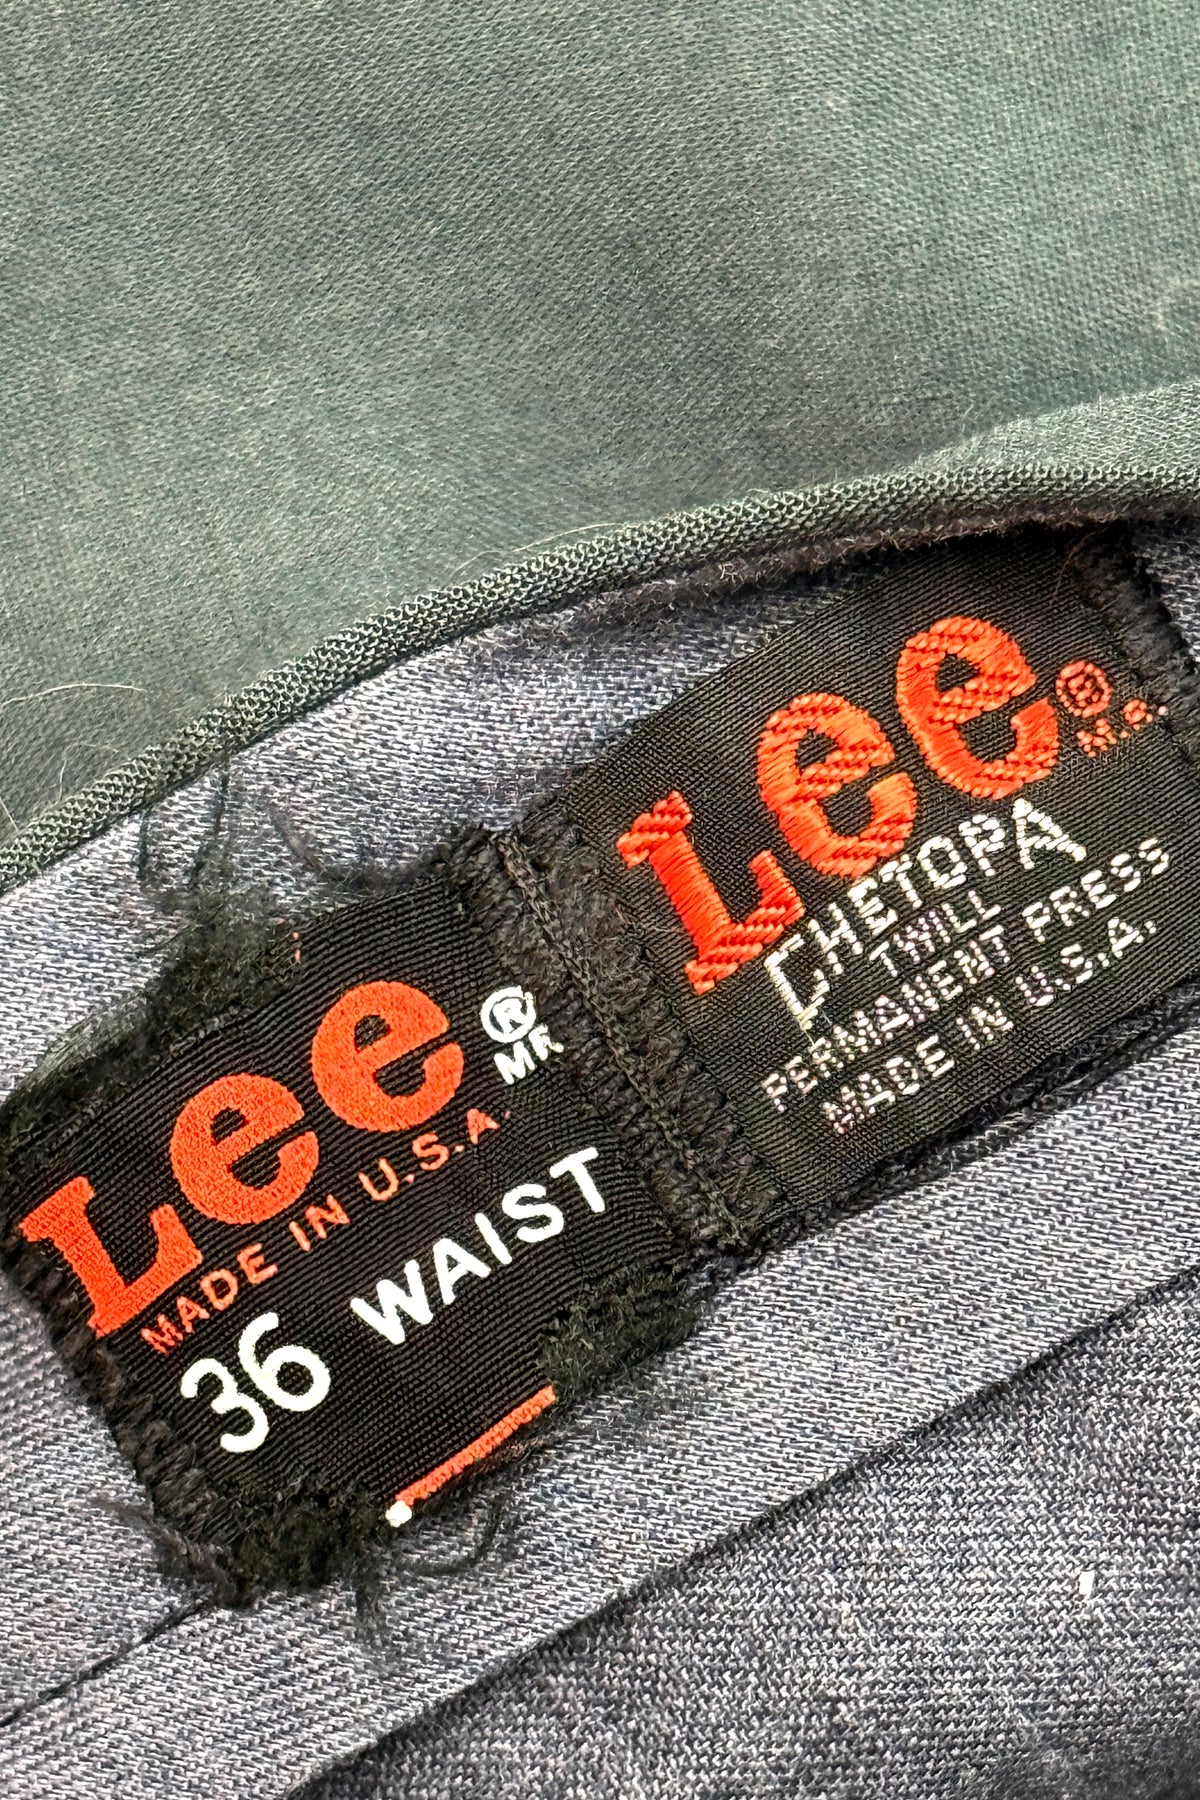 Lee®
M.R.
CHETOPA
TWILL
PERMANENT PRESS
MADE IN U.S.A.
Lee®
MR
MADE IN U.S.A.
36 WAIST